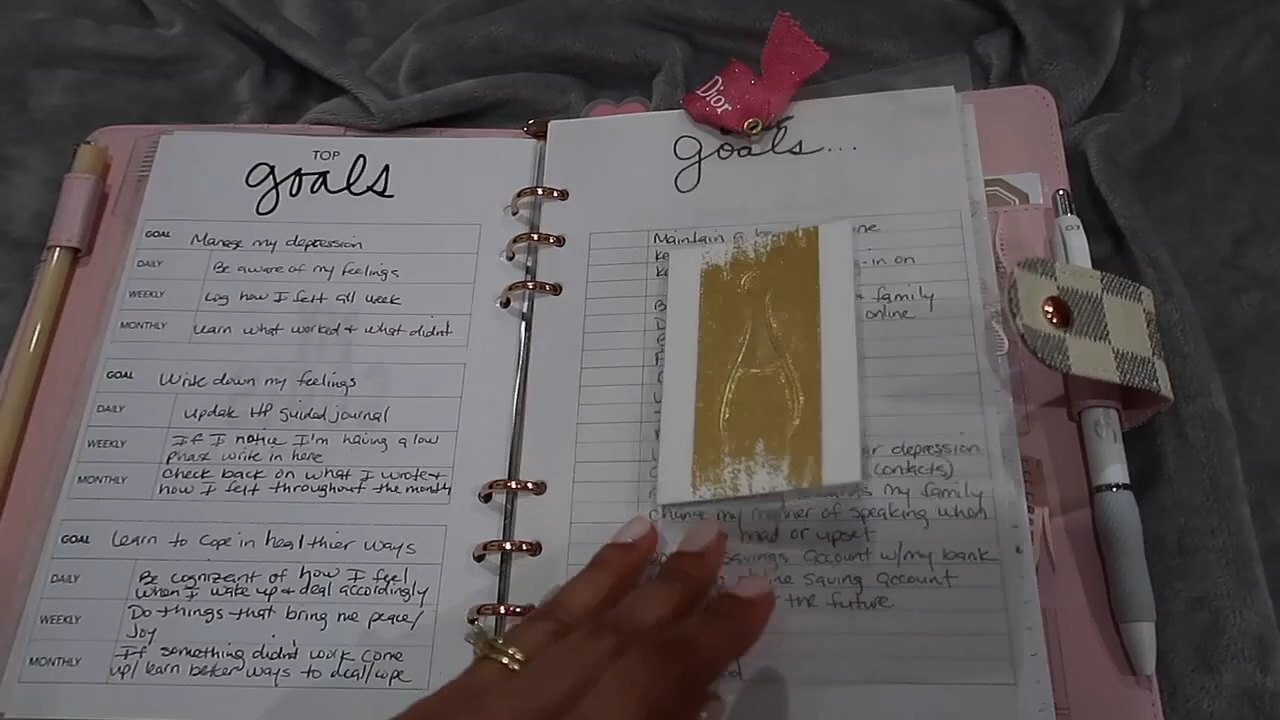 TOP
goals
GOAL Manage my depression
DAILY Be aware of my feelings
WEEKLY Log how I felt all week
MONTHLY learn what worked + what didn't
GOAL Write down my feelings
DAILY update HP guided journal
WEEKLY If I notice I'm having a low
phase write in here
MONTHLY Check back on what I wrote +
how I felt throughout the month
GOAL Learn to cope in healthier ways
DAILY Be cognizant of how I feel
when I wake up + deal accordingly
WEEKLY Do things that bring me peace/
Joy
MONTHLY If something didn't work come
up/learn better ways to deal/cope
Dior
goals...
Maintain a
-in on
family
online
depression
(contacts)
my family
change my manner of speaking when
mad or upset
savings account w/my bank
saving account
the future